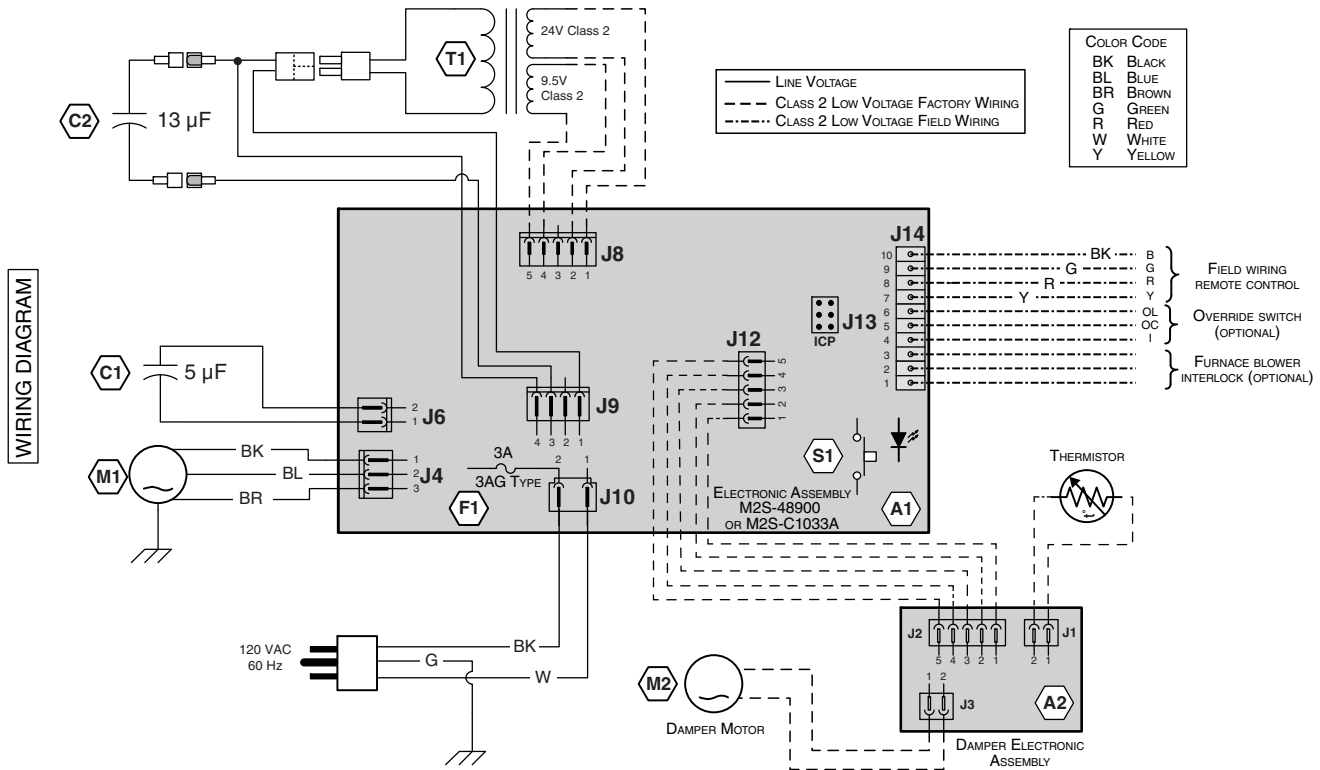 WIRING DIAGRAM
T1
24V Class 2
9.5V
Class 2
C2
13 µF
LINE VOLTAGE
CLASS 2 LOW VOLTAGE FACTORY WIRING
CLASS 2 LOW VOLTAGE FIELD WIRING
COLOR CODE
BK BLACK
BL BLUE
BR BROWN
G GREEN
R RED
W WHITE
Y YELLOW
J8
5 4 3 2 1
J14
10 BK B
9 G G
8 R R
7 Y Y
6 OL
5 OC
4 I
3
2
1
FIELD WIRING
REMOTE CONTROL
OVERRIDE SWITCH
(OPTIONAL)
FURNACE BLOWER
INTERLOCK (OPTIONAL)
J13
ICP
J12
5
4
3
2
1
C1
5 µF
J6
2
1
J9
4 3 2 1
M1
BK
BL
BR
J4
1
2
3
3A
3AG TYPE
F1
2 1
J10
S1
ELECTRONIC ASSEMBLY
M2S-48900
OR M2S-C1033A
A1
THERMISTOR
t°
120 VAC
60 Hz
BK
G
W
J2
5 4 3 2 1
J1
2 1
M2
DAMPER MOTOR
1 2
J3
A2
DAMPER ELECTRONIC
ASSEMBLY